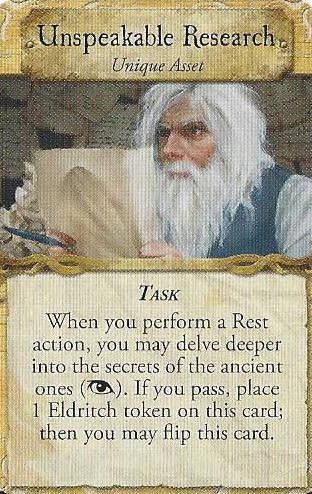 Unspeakable Research
Unique Asset
Task
When you perform a Rest
action, you may delve deeper
into the secrets of the ancient
ones (). If you pass, place
1 Eldritch token on this card;
then you may flip this card.